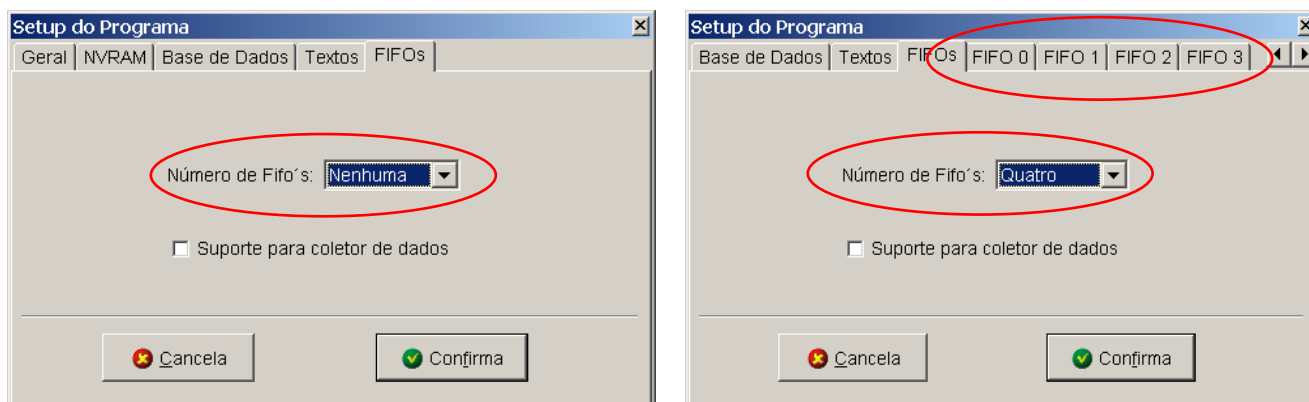 Setup do Programa
Geral NVRAM Base de Dados Textos FIFOs
Número de Fifo´s: Nenhuma
Suporte para coletor de dados
Cancela Confirma
Setup do Programa
Base de Dados Textos FIFOs FIFO 0 FIFO 1 FIFO 2 FIFO 3
Número de Fifo´s: Quatro
Suporte para coletor de dados
Cancela Confirma